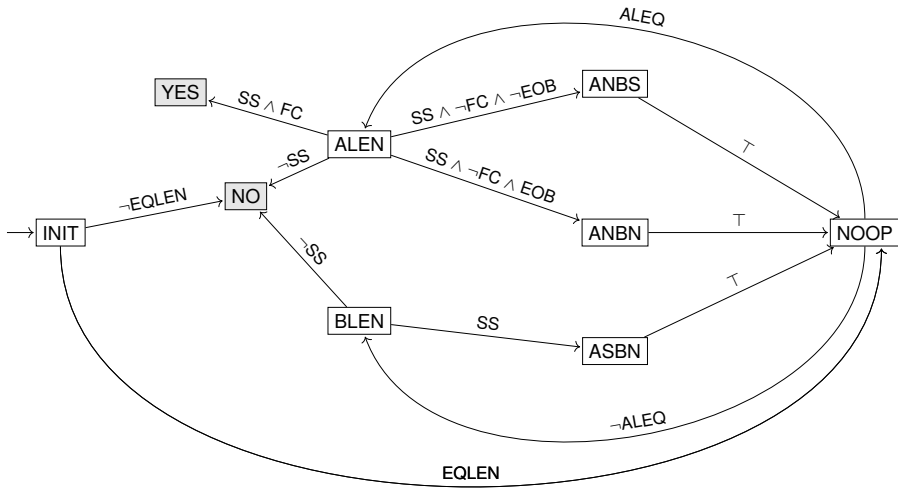 ALEQ
YES
SS ∧ FC
SS ∧ ¬FC ∧ ¬EOB
ANBS
ALEN
⊤
¬SS
SS ∧ ¬FC ∧ EOB
¬EQLEN
NO
INIT
ANBN
⊤
NOOP
¬SS
⊤
BLEN
SS
ASBN
¬ALEQ
EQLEN